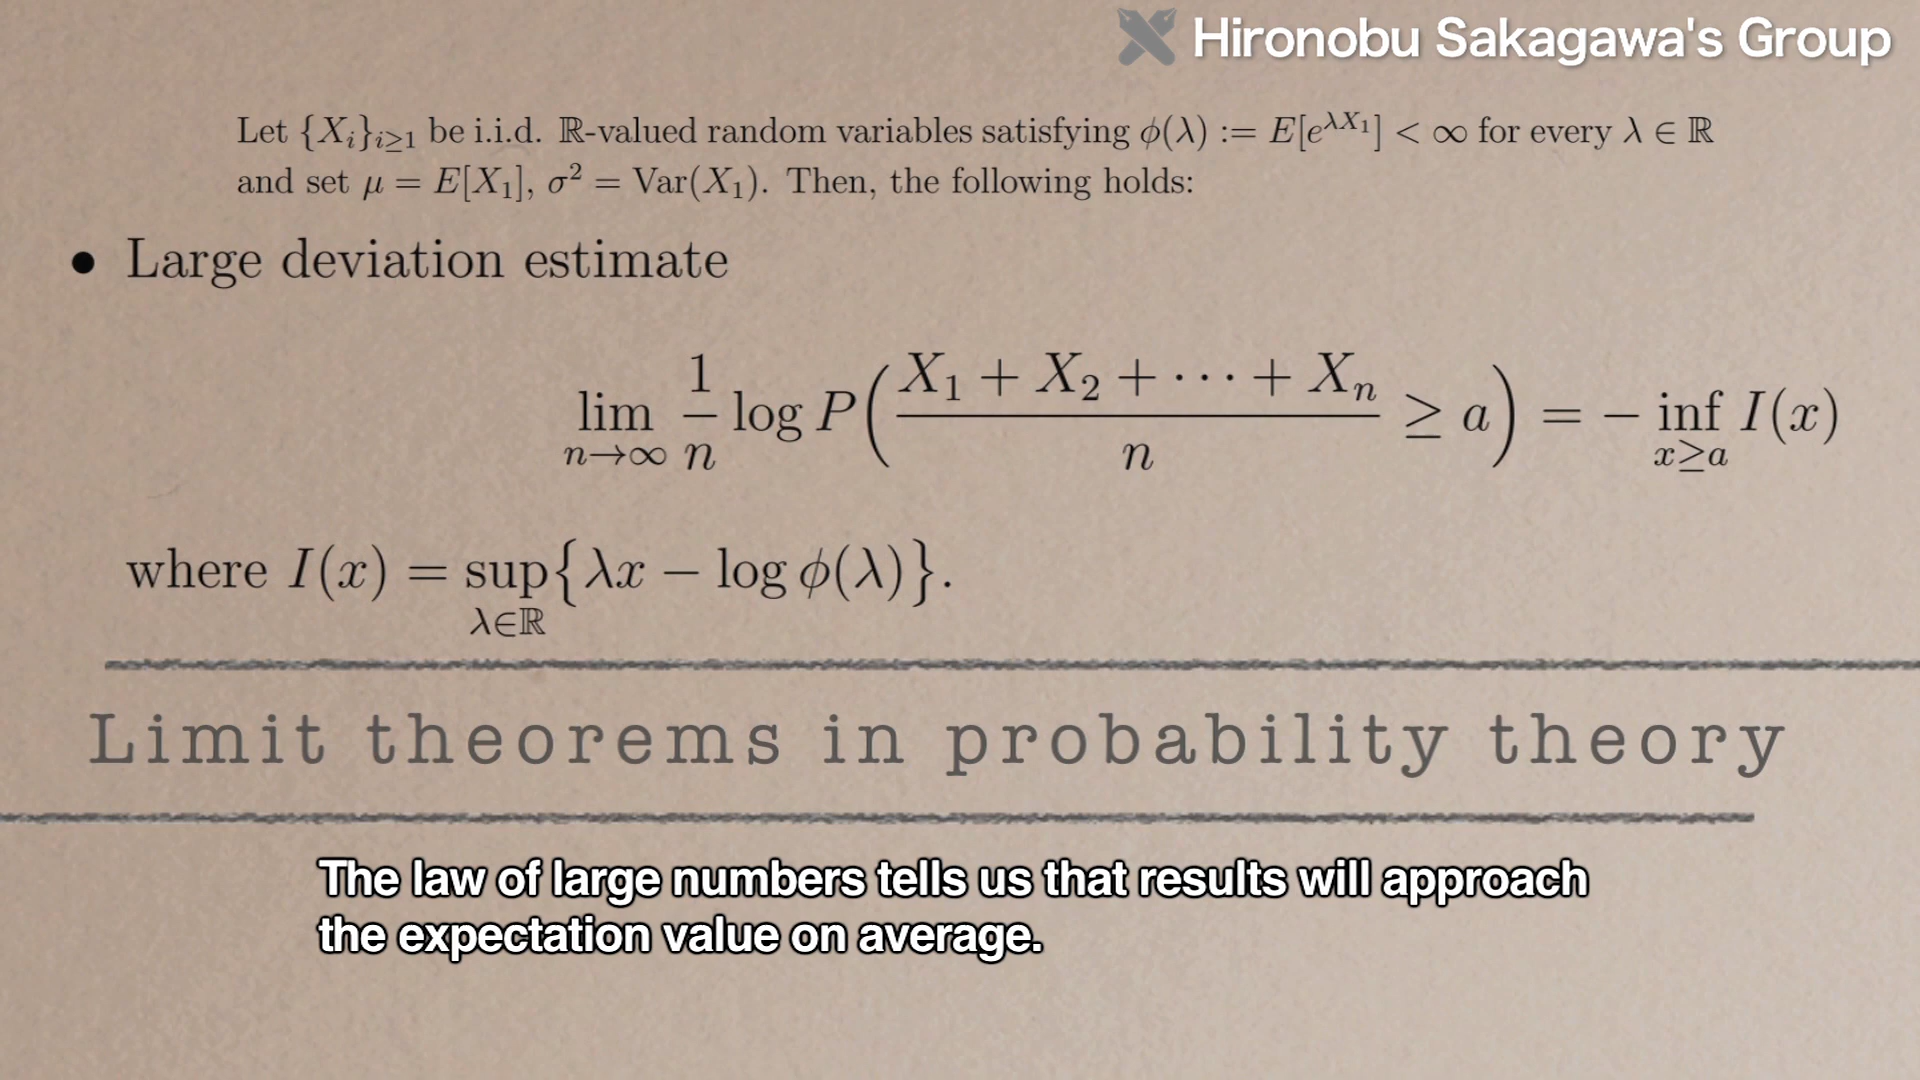 Hironobu Sakagawa's Group
Let {X_i}_{i≥1} be i.i.d. ℝ-valued random variables satisfying ϕ(λ) := E[e^{λX_1}] < ∞ for every λ ∈ ℝ
and set μ = E[X_1], σ² = Var(X_1). Then, the following holds:
• Large deviation estimate
lim_{n→∞} 1/n log P( (X_1 + X_2 + ⋯ + X_n)/n ≥ a ) = − inf_{x≥a} I(x)
where I(x) = sup_{λ∈ℝ} {λx − log ϕ(λ)}.
Limit theorems in probability theory
The law of large numbers tells us that results will approach
the expectation value on average.